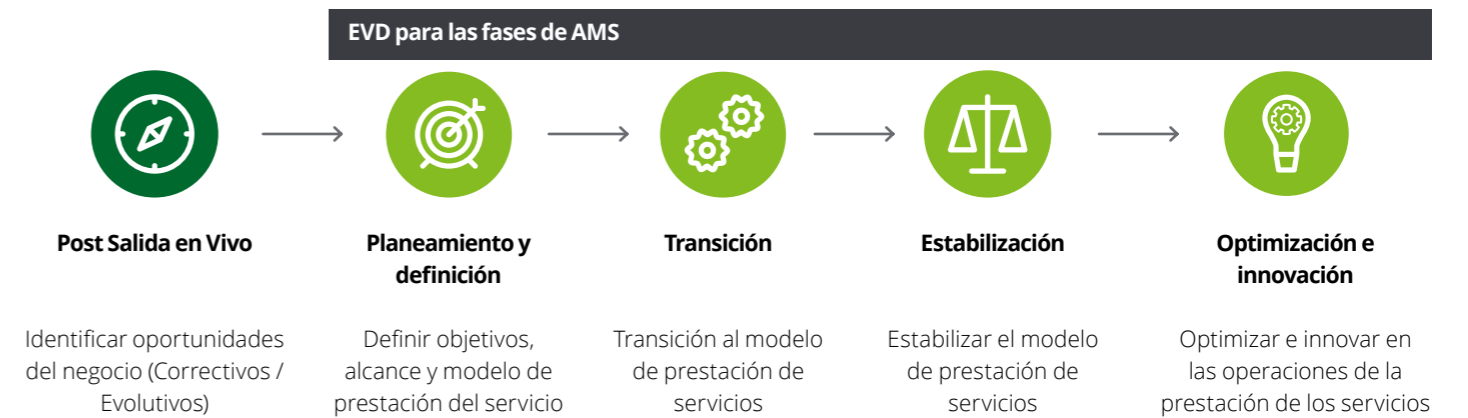 EVD para las fases de AMS
Post Salida en Vivo
Identificar oportunidades
del negocio (Correctivos /
Evolutivos)
Planeamiento y
definición
Definir objetivos,
alcance y modelo de
prestación del servicio
Transición
Transición al modelo
de prestación de
servicios
Estabilización
Estabilizar el modelo
de prestación de
servicios
Optimización e
innovación
Optimizar e innovar en
las operaciones de la
prestación de los servicios